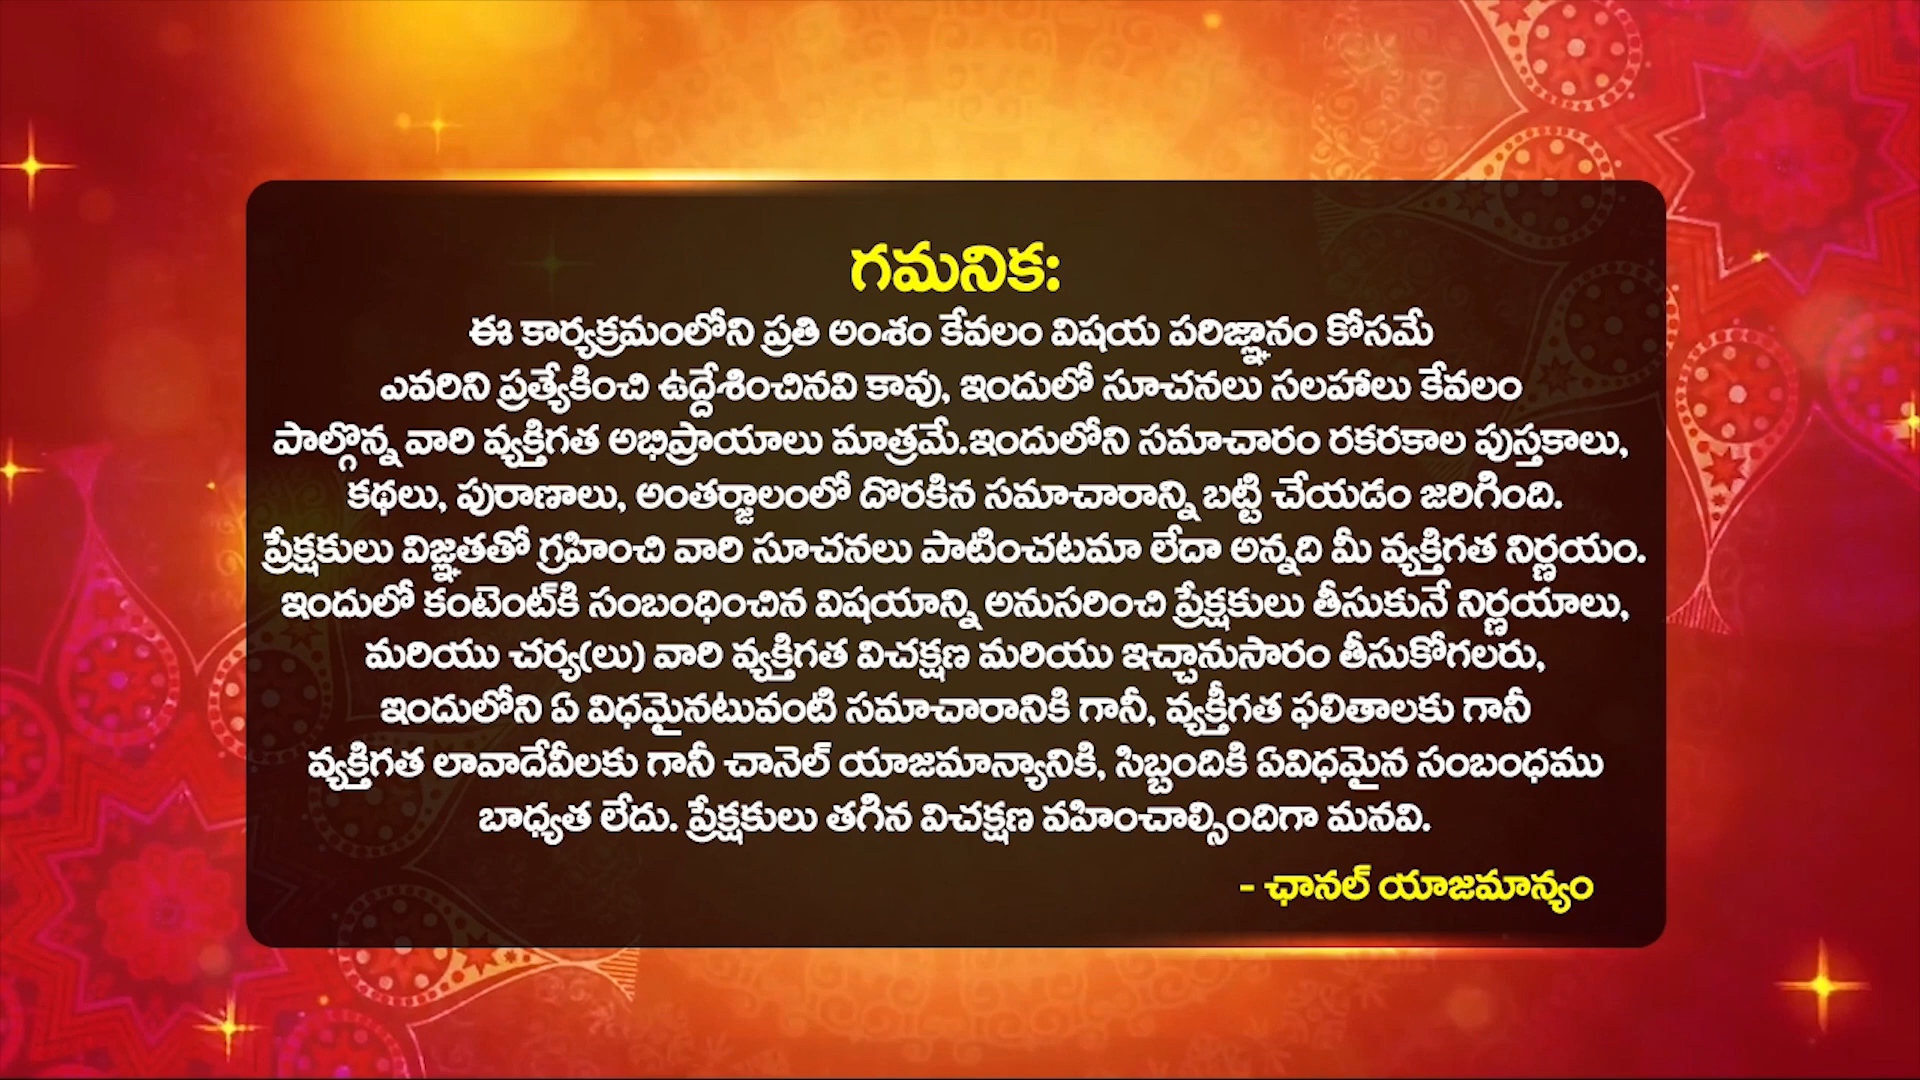 గమనిక:
ఈ కార్యక్రమంలోని ప్రతి అంశం కేవలం విషయ పరిజ్ఞానం కోసమే
ఎవరిని ప్రత్యేకించి ఉద్దేశించినవి కావు, ఇందులో సూచనలు సలహాలు కేవలం
పాల్గొన్న వారి వ్యక్తిగత అభిప్రాయాలు మాత్రమే.ఇందులోని సమాచారం రకరకాల పుస్తకాలు,
కథలు, పురాణాలు, అంతర్జాలంలో దొరకిన సమాచారాన్ని బట్టి చేయడం జరిగింది.
ప్రేక్షకులు విజ్ఞతతో గ్రహించి వారి సూచనలు పాటించటమా లేదా అన్నది మీ వ్యక్తిగత నిర్ణయం.
ఇందులో కంటెంట్‌కి సంబంధించిన విషయాన్ని అనుసరించి ప్రేక్షకులు తీసుకునే నిర్ణయాలు,
మరియు చర్య(లు) వారి వ్యక్తిగత విచక్షణ మరియు ఇచ్ఛానుసారం తీసుకోగలరు,
ఇందులోని ఏ విధమైనటువంటి సమాచారానికి గానీ, వ్యక్తీగత ఫలితాలకు గానీ
వ్యక్తిగత లావాదేవీలకు గానీ చానెల్ యాజమాన్యానికి, సిబ్బందికి ఏవిధమైన సంబంధము
బాధ్యత లేదు. ప్రేక్షకులు తగిన విచక్షణ వహించాల్సిందిగా మనవి.
- ఛానల్ యాజమాన్యం